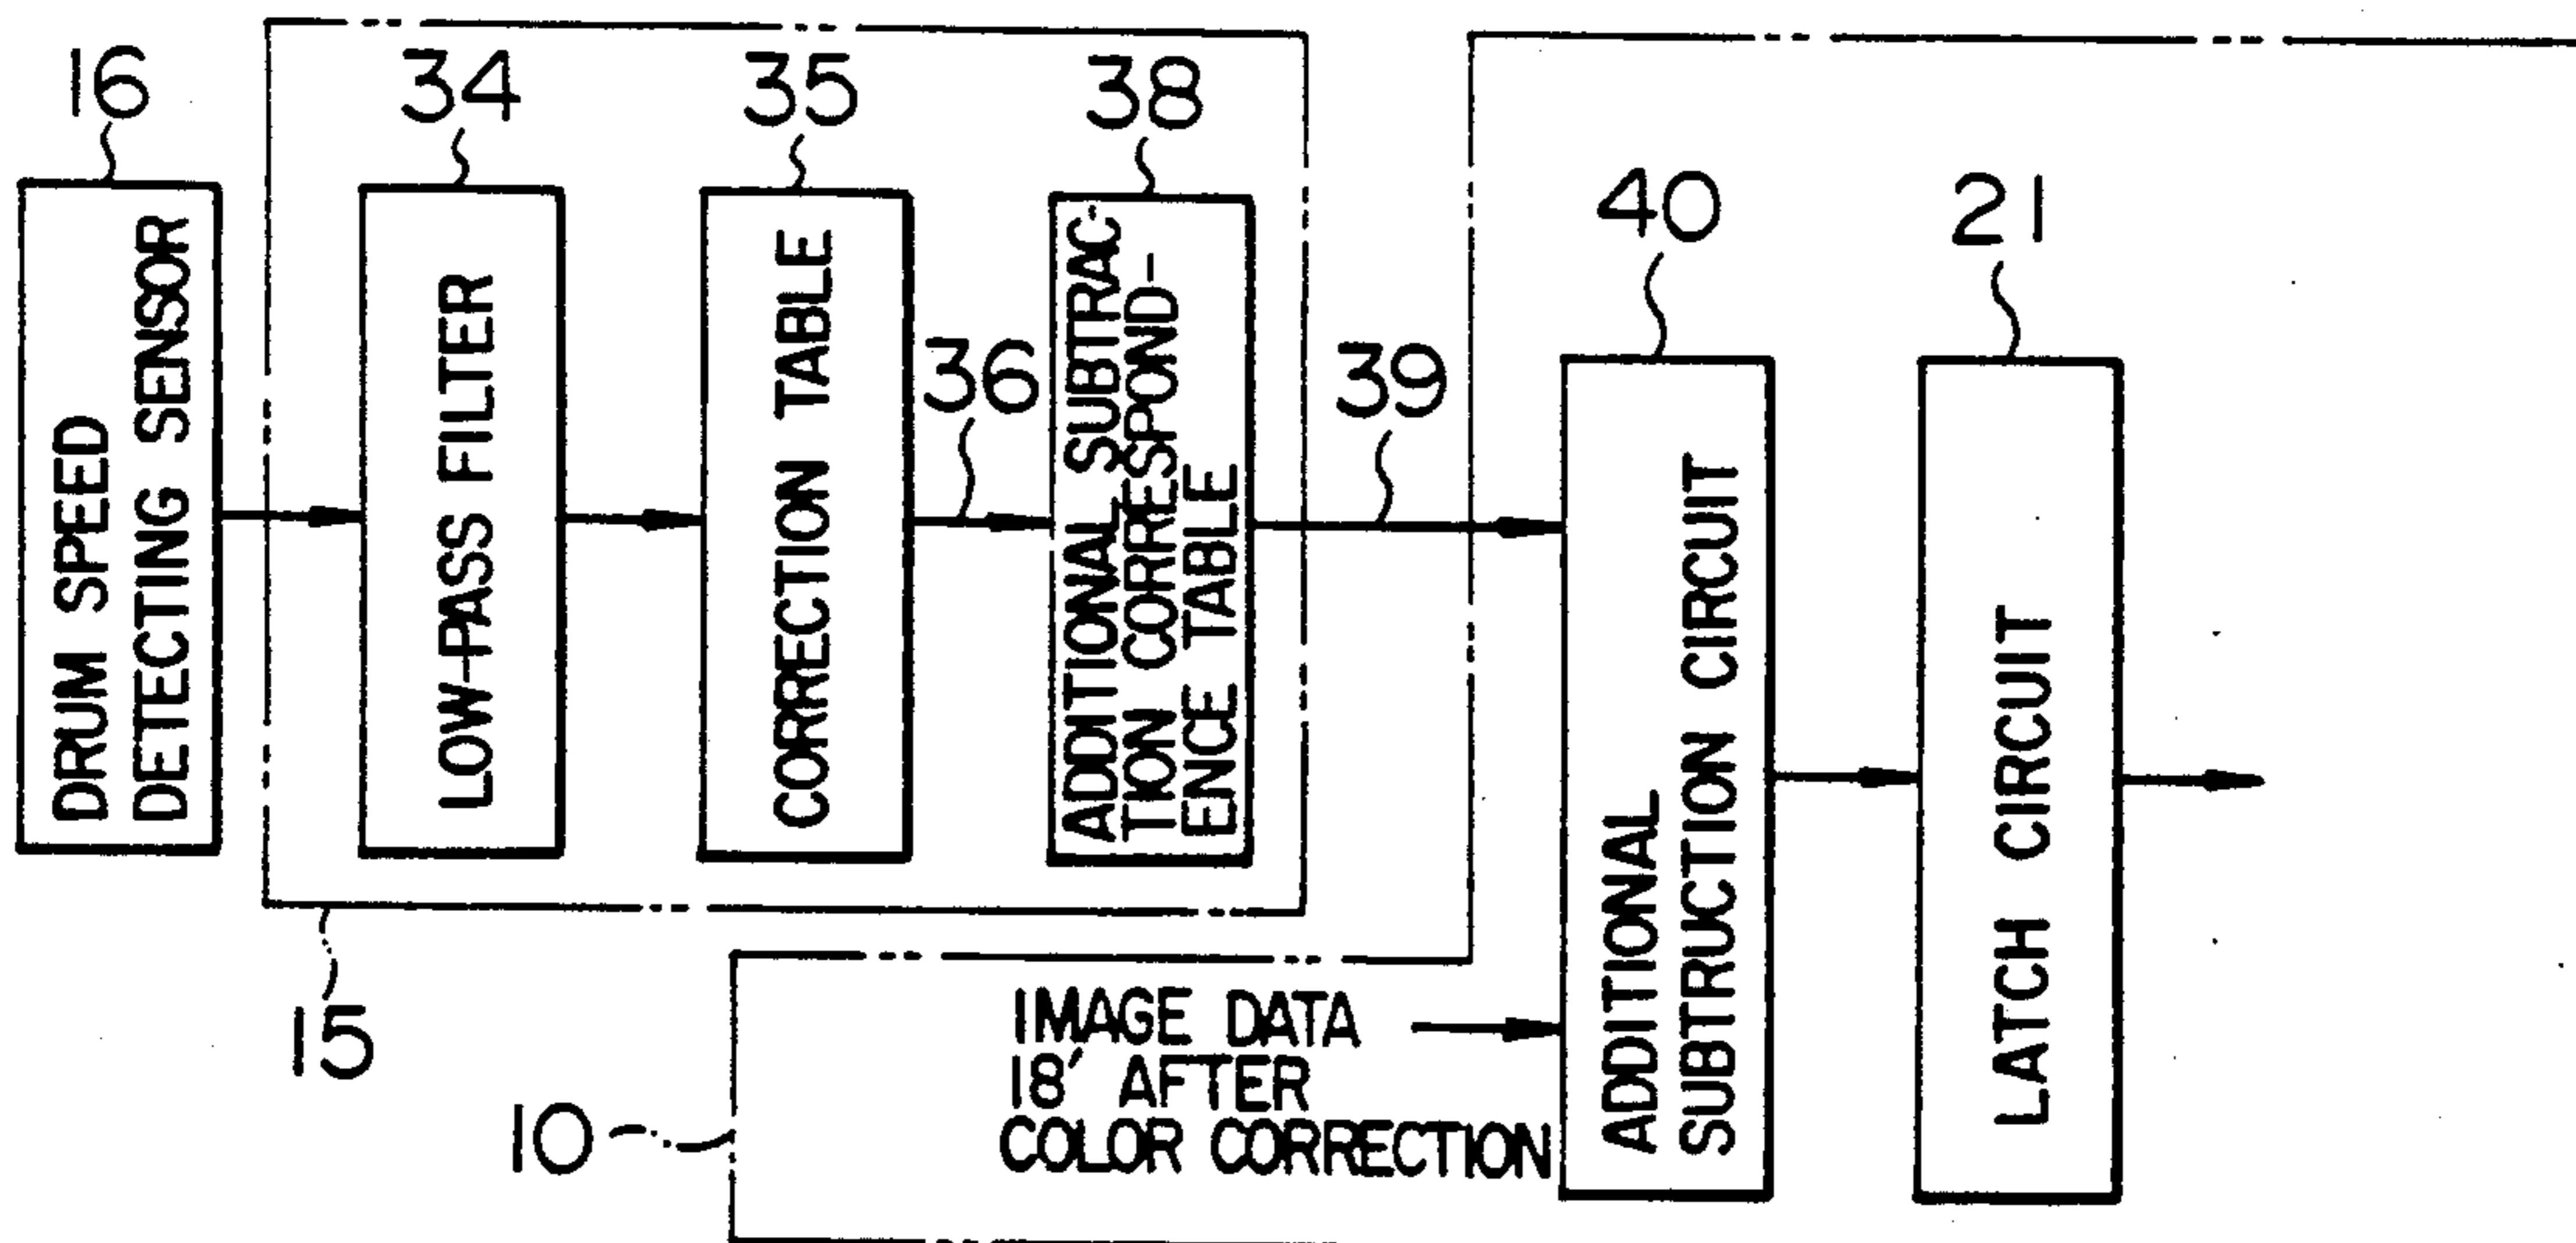 16
DRUM SPEED
DETECTING SENSOR
34
LOW-PASS FILTER
35
CORRECTION TABLE
36
38
ADDITIONAL SUBTRAC-
TION CORRESPOND-
ENCE TABLE
39
15
40
ADDITIONAL
SUBTRUCTION CIRCUIT
21
LATCH CIRCUIT
10
IMAGE DATA
18' AFTER
COLOR CORRECTION